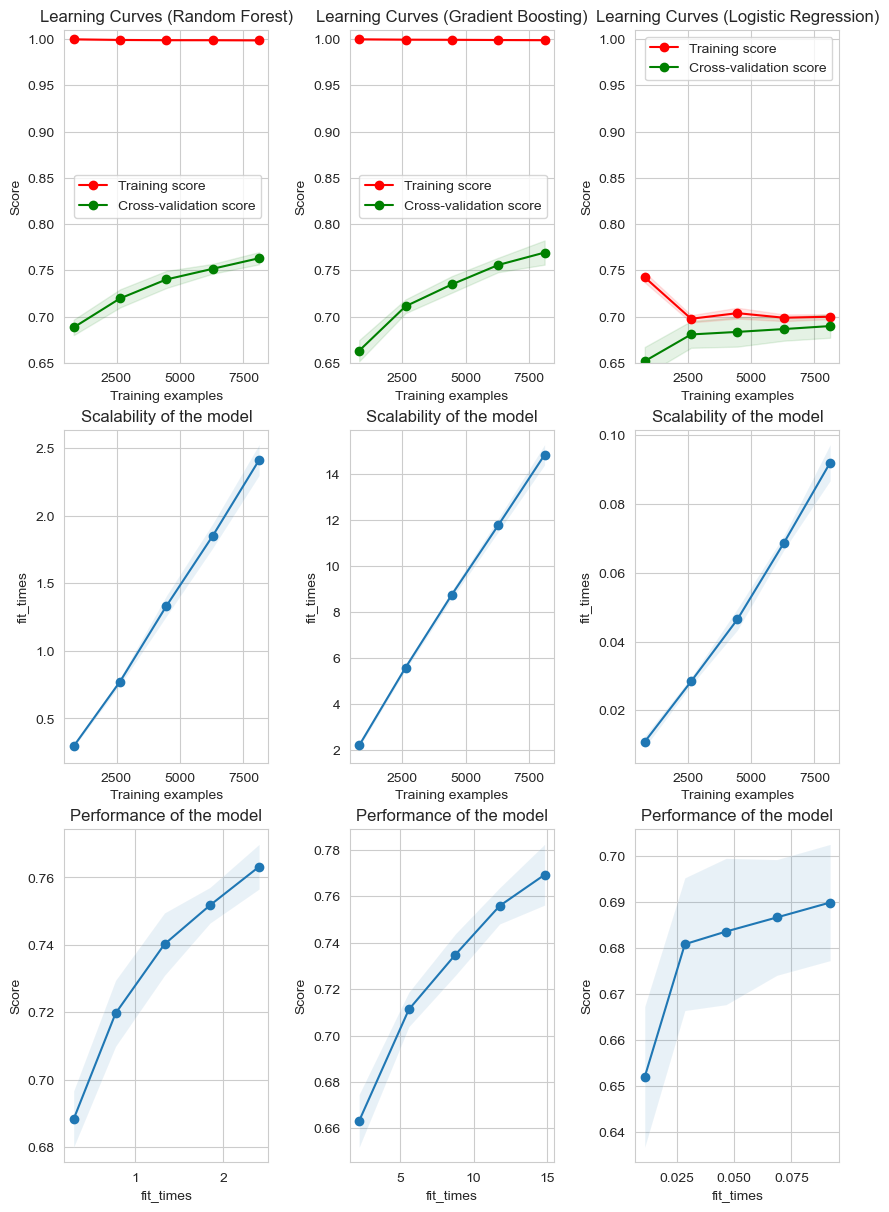 Learning Curves (Random Forest)
1.00
0.95
0.90
0.85
0.80
0.75
0.70
0.65
Score
Training score
Cross-validation score
2500 5000 7500
Training examples
Learning Curves (Gradient Boosting)
1.00
0.95
0.90
0.85
0.80
0.75
0.70
0.65
Score
Training score
Cross-validation score
2500 5000 7500
Training examples
Learning Curves (Logistic Regression)
1.00
0.95
0.90
0.85
0.80
0.75
0.70
0.65
Score
Training score
Cross-validation score
2500 5000 7500
Training examples
Scalability of the model
2.5
2.0
1.5
1.0
0.5
fit_times
2500 5000 7500
Training examples
Scalability of the model
14
12
10
8
6
4
2
fit_times
2500 5000 7500
Training examples
Scalability of the model
0.10
0.08
0.06
0.04
0.02
fit_times
2500 5000 7500
Training examples
Performance of the model
0.76
0.74
0.72
0.70
0.68
Score
1 2
fit_times
Performance of the model
0.78
0.76
0.74
0.72
0.70
0.68
0.66
Score
5 10 15
fit_times
Performance of the model
0.70
0.69
0.68
0.67
0.66
0.65
0.64
Score
0.025 0.050 0.075
fit_times